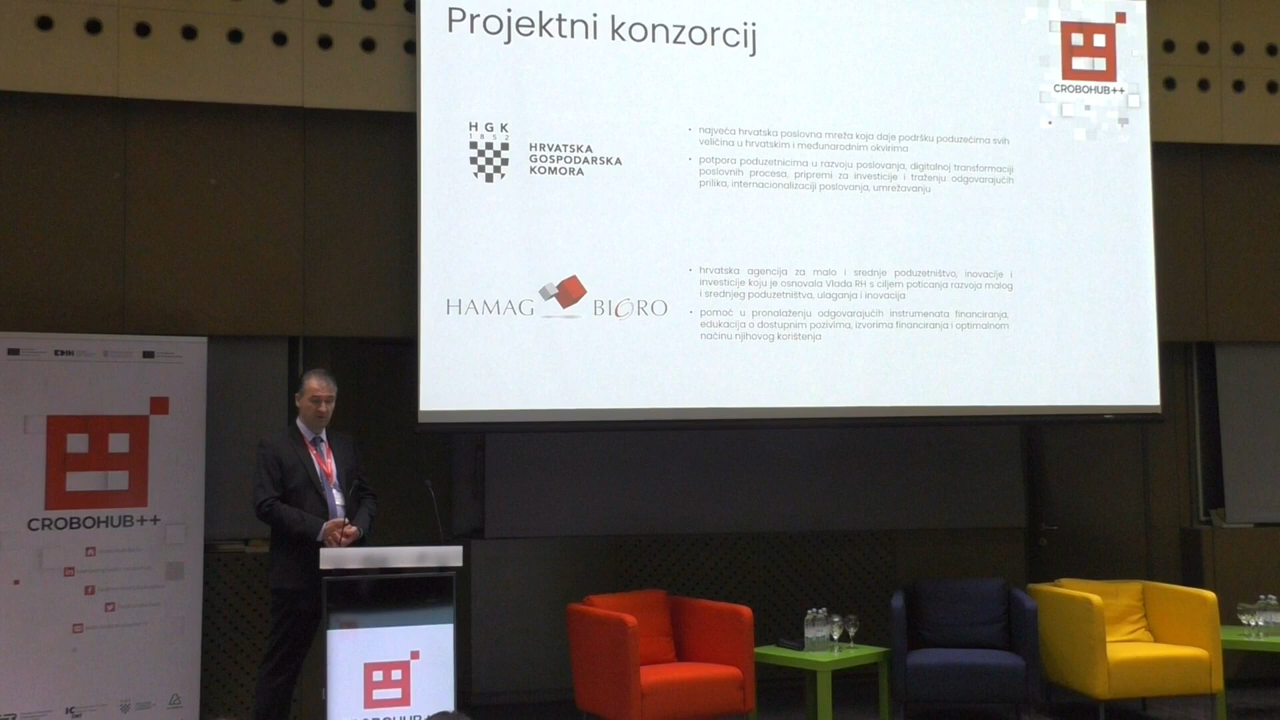 Projektni konzorcij
CROBOHUB++
HGK
1852
HRVATSKA
GOSPODARSKA
KOMORA
• najveća hrvatska poslovna mreža koja daje podršku poduzećima svih
veličina u hrvatskim i međunarodnim okvirima
• potpora poduzetnicima u razvoju poslovanja, digitalnoj transformaciji
poslovnih procesa, pripremi za investicije i traženju odgovarajućih
prilika, internacionalizaciji poslovanja, umrežavanju
HAMAG BICRO
• hrvatska agencija za malo i srednje poduzetništvo, inovacije i
investicije koju je osnovala Vlada RH s ciljem poticanja razvoja malog
i srednjeg poduzetništva, ulaganja i inovacija
• pomoć u pronalaženju odgovarajućih instrumenata financiranja,
edukacija o dostupnim pozivima, izvorima financiranja i optimalnom
načinu njihovog korištenja
CROBOHUB++
CROBOHUB++